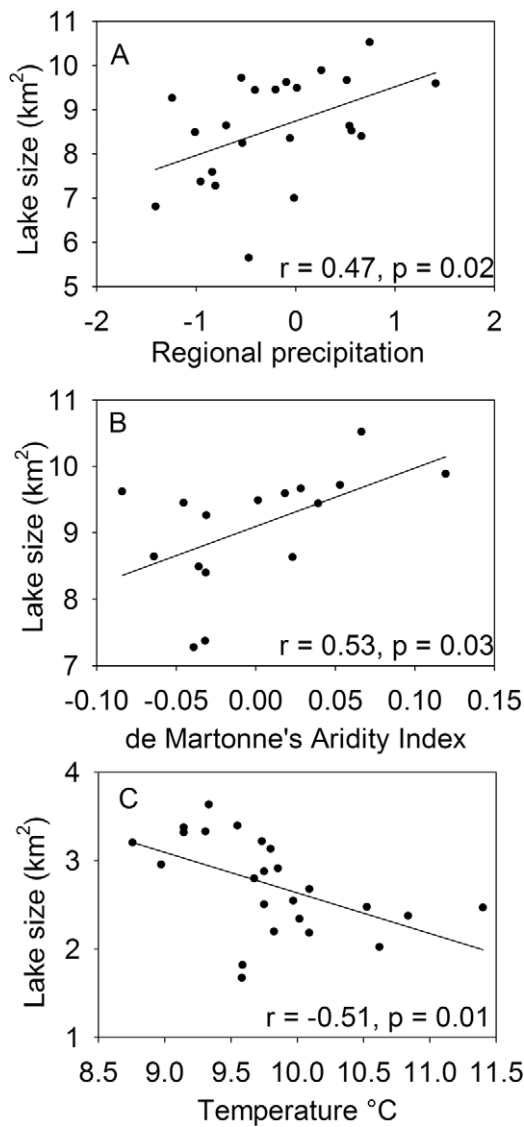 A
Lake size (km²)
11
10
9
8
7
6
5
r = 0.47, p = 0.02
-2
-1
0
1
2
Regional precipitation
B
Lake size (km²)
11
10
9
8
7
r = 0.53, p = 0.03
-0.10
-0.05
0.00
0.05
0.10
0.15
de Martonne's Aridity Index
C
Lake size (km²)
4
3
2
1
r = -0.51, p = 0.01
8.5
9.0
9.5
10.0
10.5
11.0
11.5
Temperature °C